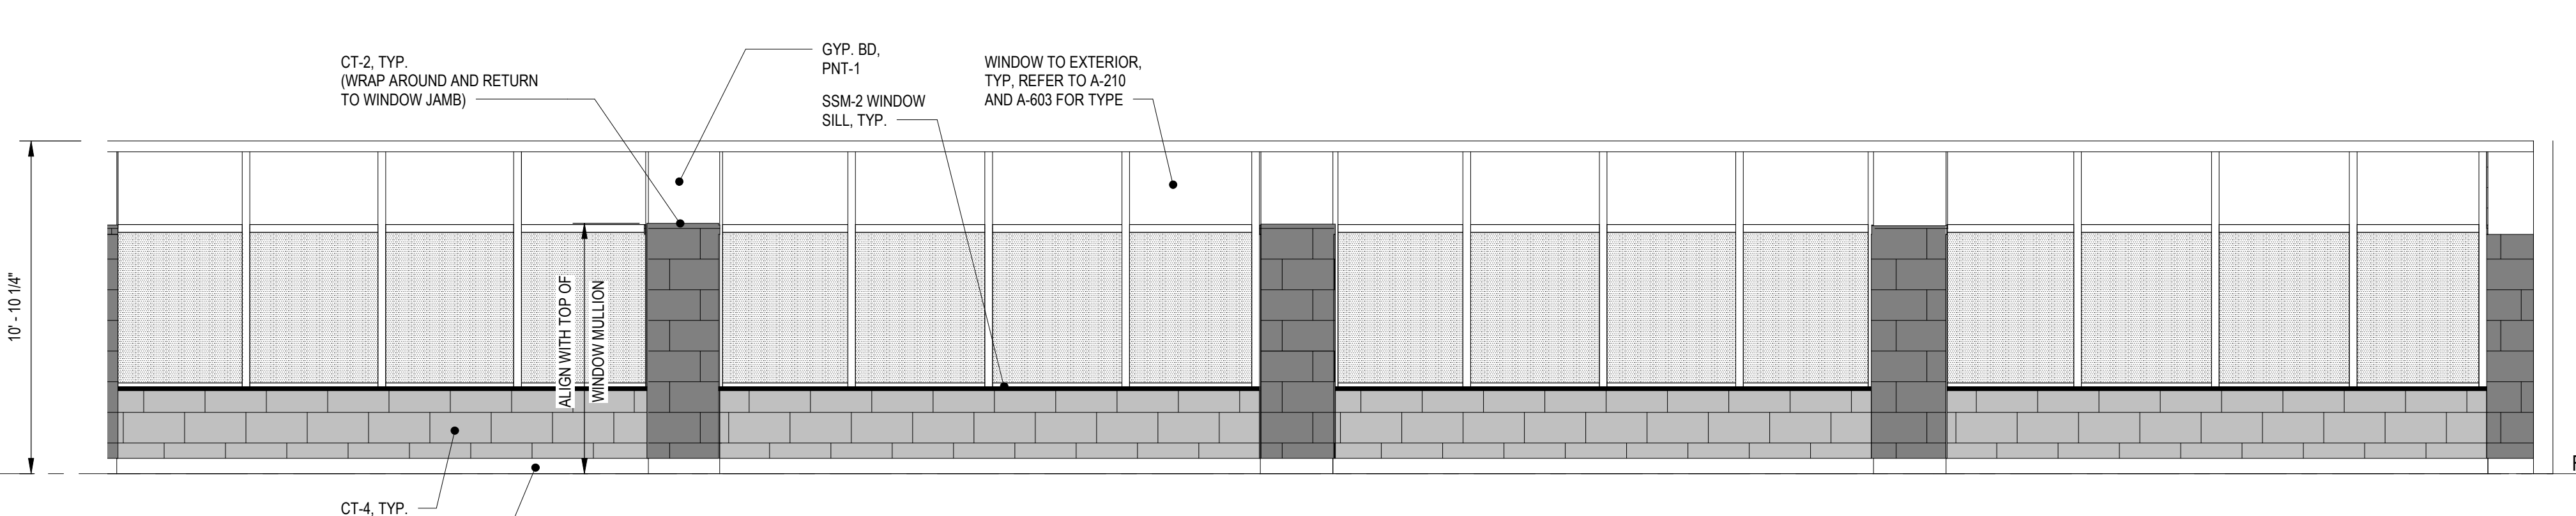 GYP. BD,
PNT-1
CT-2, TYP.
(WRAP AROUND AND RETURN
TO WINDOW JAMB)
WINDOW TO EXTERIOR,
TYP, REFER TO A-210
AND A-603 FOR TYPE
SSM-2 WINDOW
SILL, TYP.
10' - 10 1/4"
ALIGN WITH TOP OF
WINDOW MULLION
CT-4, TYP.